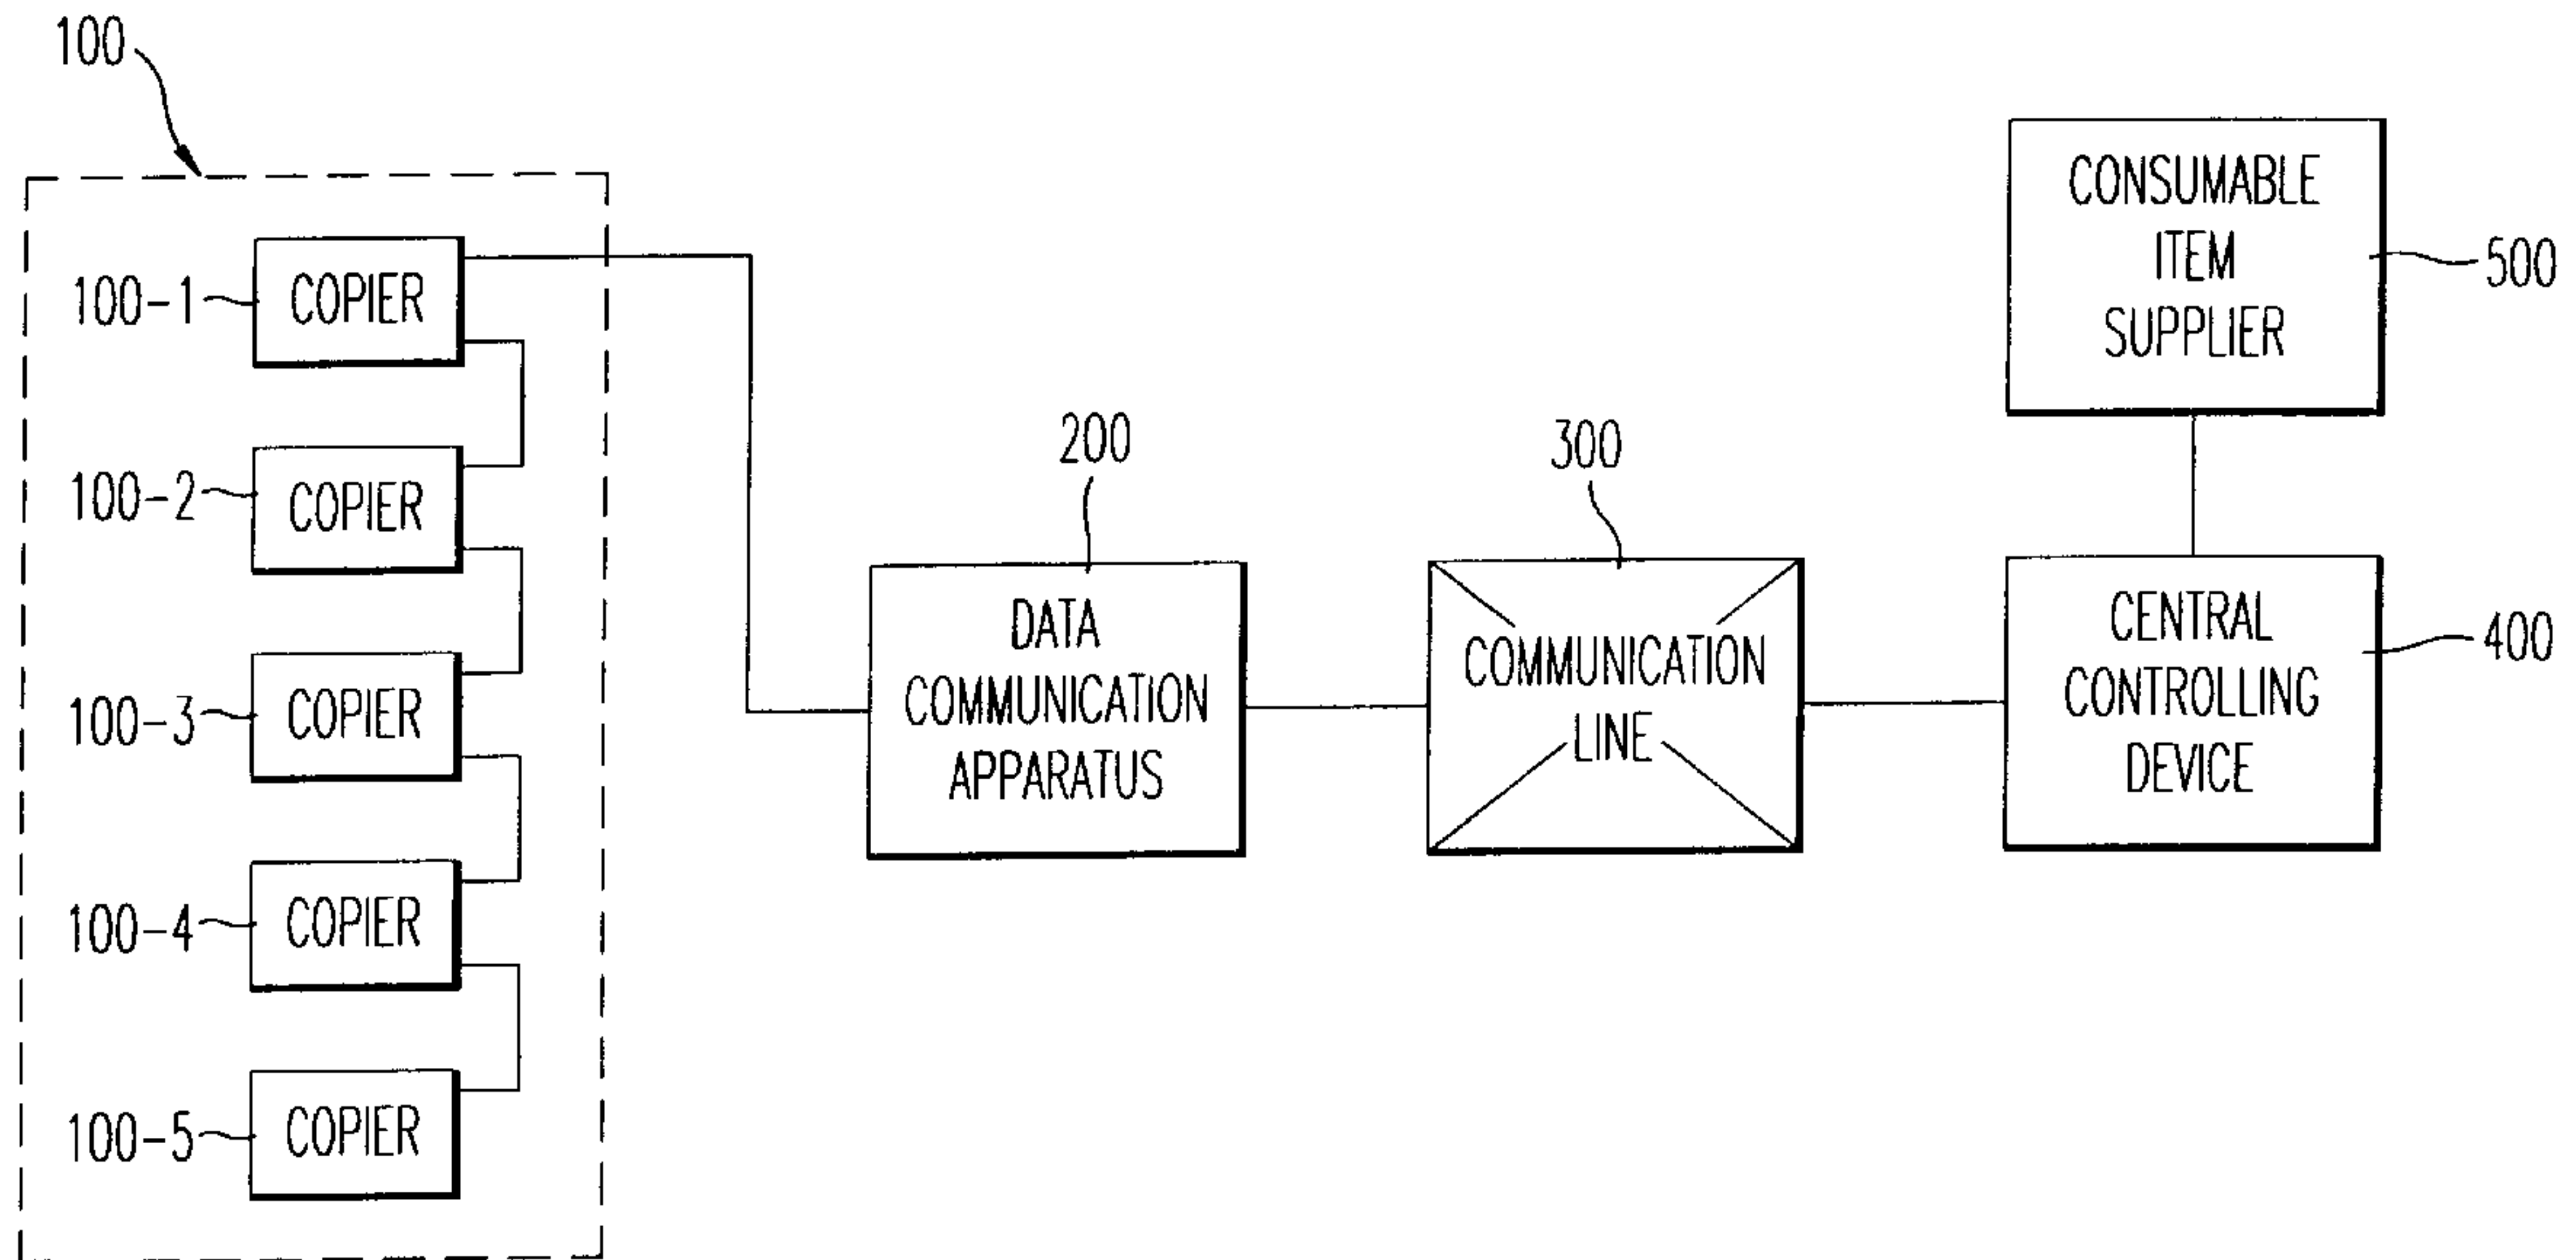 100
100-1
COPIER
100-2
COPIER
100-3
COPIER
100-4
COPIER
100-5
COPIER
200
DATA
COMMUNICATION
APPARATUS
300
COMMUNICATION
LINE
CONSUMABLE
ITEM
SUPPLIER
500
CENTRAL
CONTROLLING
DEVICE
400